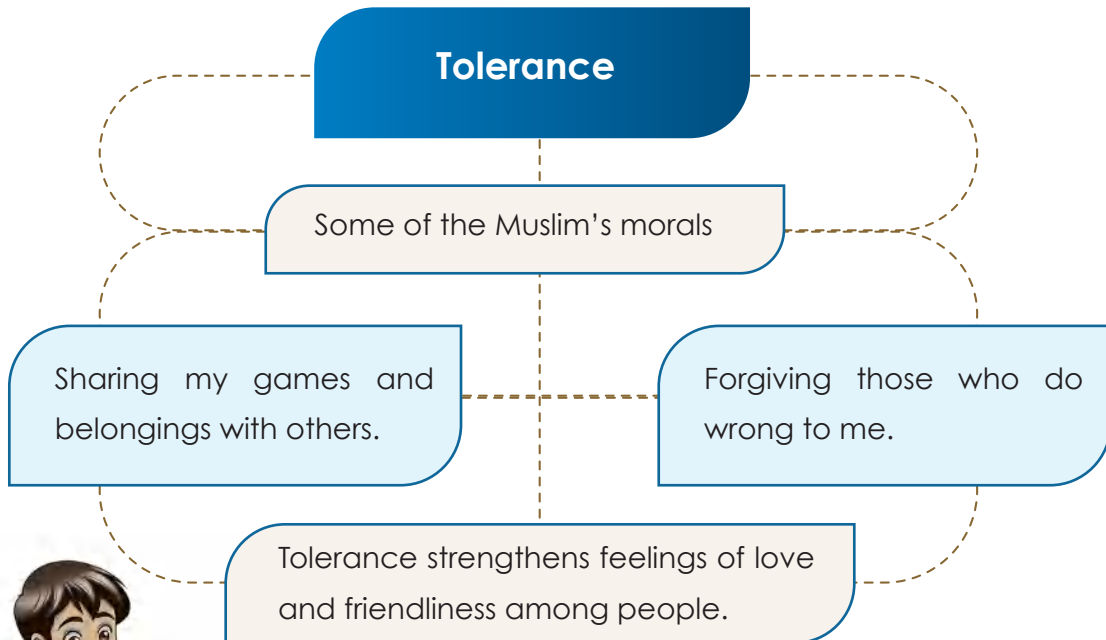 Tolerance
Some of the Muslim’s morals
Sharing my games and
belongings with others.
Forgiving those who do
wrong to me.
Tolerance strengthens feelings of love
and friendliness among people.